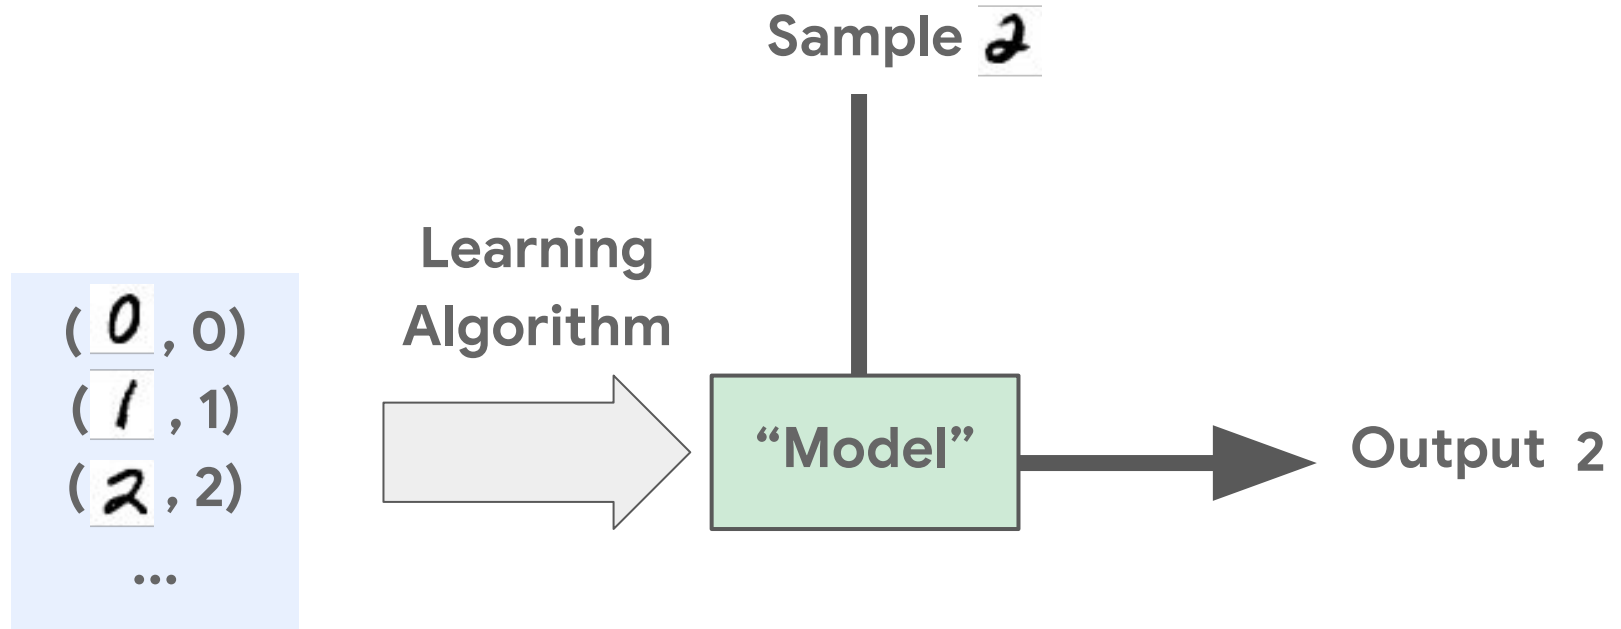 Sample 2
Learning
Algorithm
( 0 , 0)
( 1 , 1)
( 2 , 2)
...
“Model”
Output 2